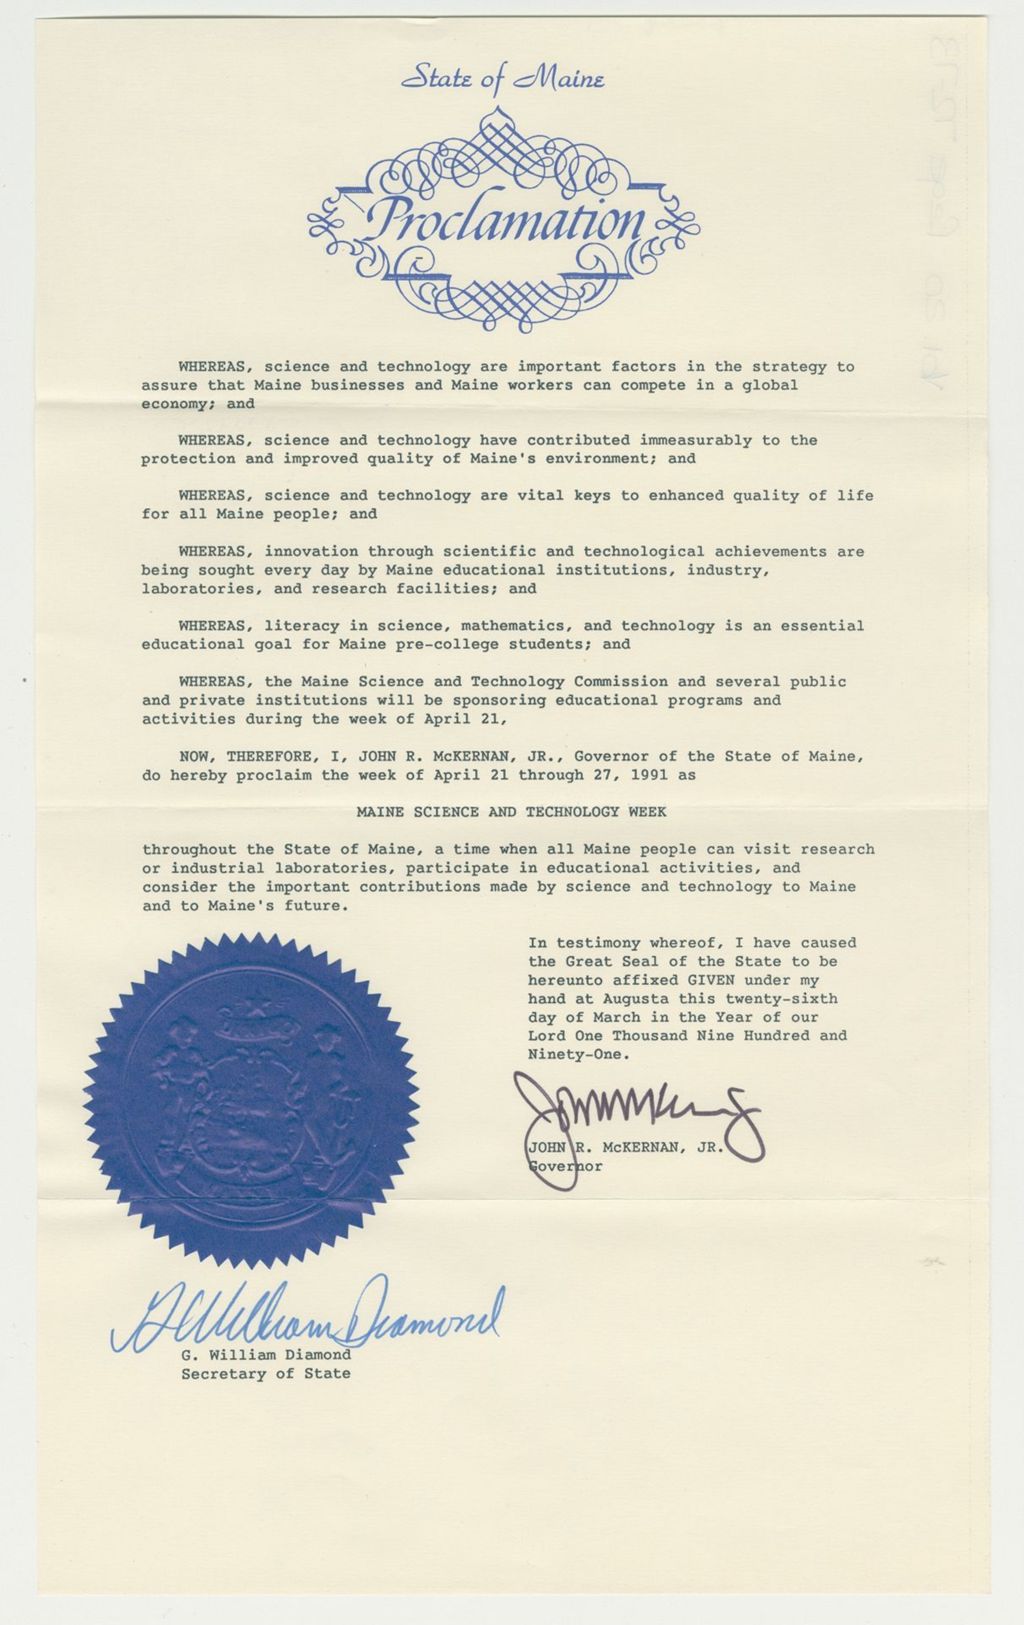 State of Maine
Proclamation
WHEREAS, science and technology are important factors in the strategy to
assure that Maine businesses and Maine workers can compete in a global
economy; and
WHEREAS, science and technology have contributed immeasurably to the
protection and improved quality of Maine's environment; and
WHEREAS, science and technology are vital keys to enhanced quality of life
for all Maine people; and
WHEREAS, innovation through scientific and technological achievements are
being sought every day by Maine educational institutions, industry,
laboratories, and research facilities; and
WHEREAS, literacy in science, mathematics, and technology is an essential
educational goal for Maine pre-college students; and
WHEREAS, the Maine Science and Technology Commission and several public
and private institutions will be sponsoring educational programs and
activities during the week of April 21,
NOW, THEREFORE, I, JOHN R. McKERNAN, JR., Governor of the State of Maine,
do hereby proclaim the week of April 21 through 27, 1991 as
MAINE SCIENCE AND TECHNOLOGY WEEK
throughout the State of Maine, a time when all Maine people can visit research
or industrial laboratories, participate in educational activities, and
consider the important contributions made by science and technology to Maine
and to Maine's future.
In testimony whereof, I have caused
the Great Seal of the State to be
hereunto affixed GIVEN under my
hand at Augusta this twenty-sixth
day of March in the Year of our
Lord One Thousand Nine Hundred and
Ninety-One.
JOHN R. McKERNAN, JR.
Governor
G William Diamond
G. William Diamond
Secretary of State